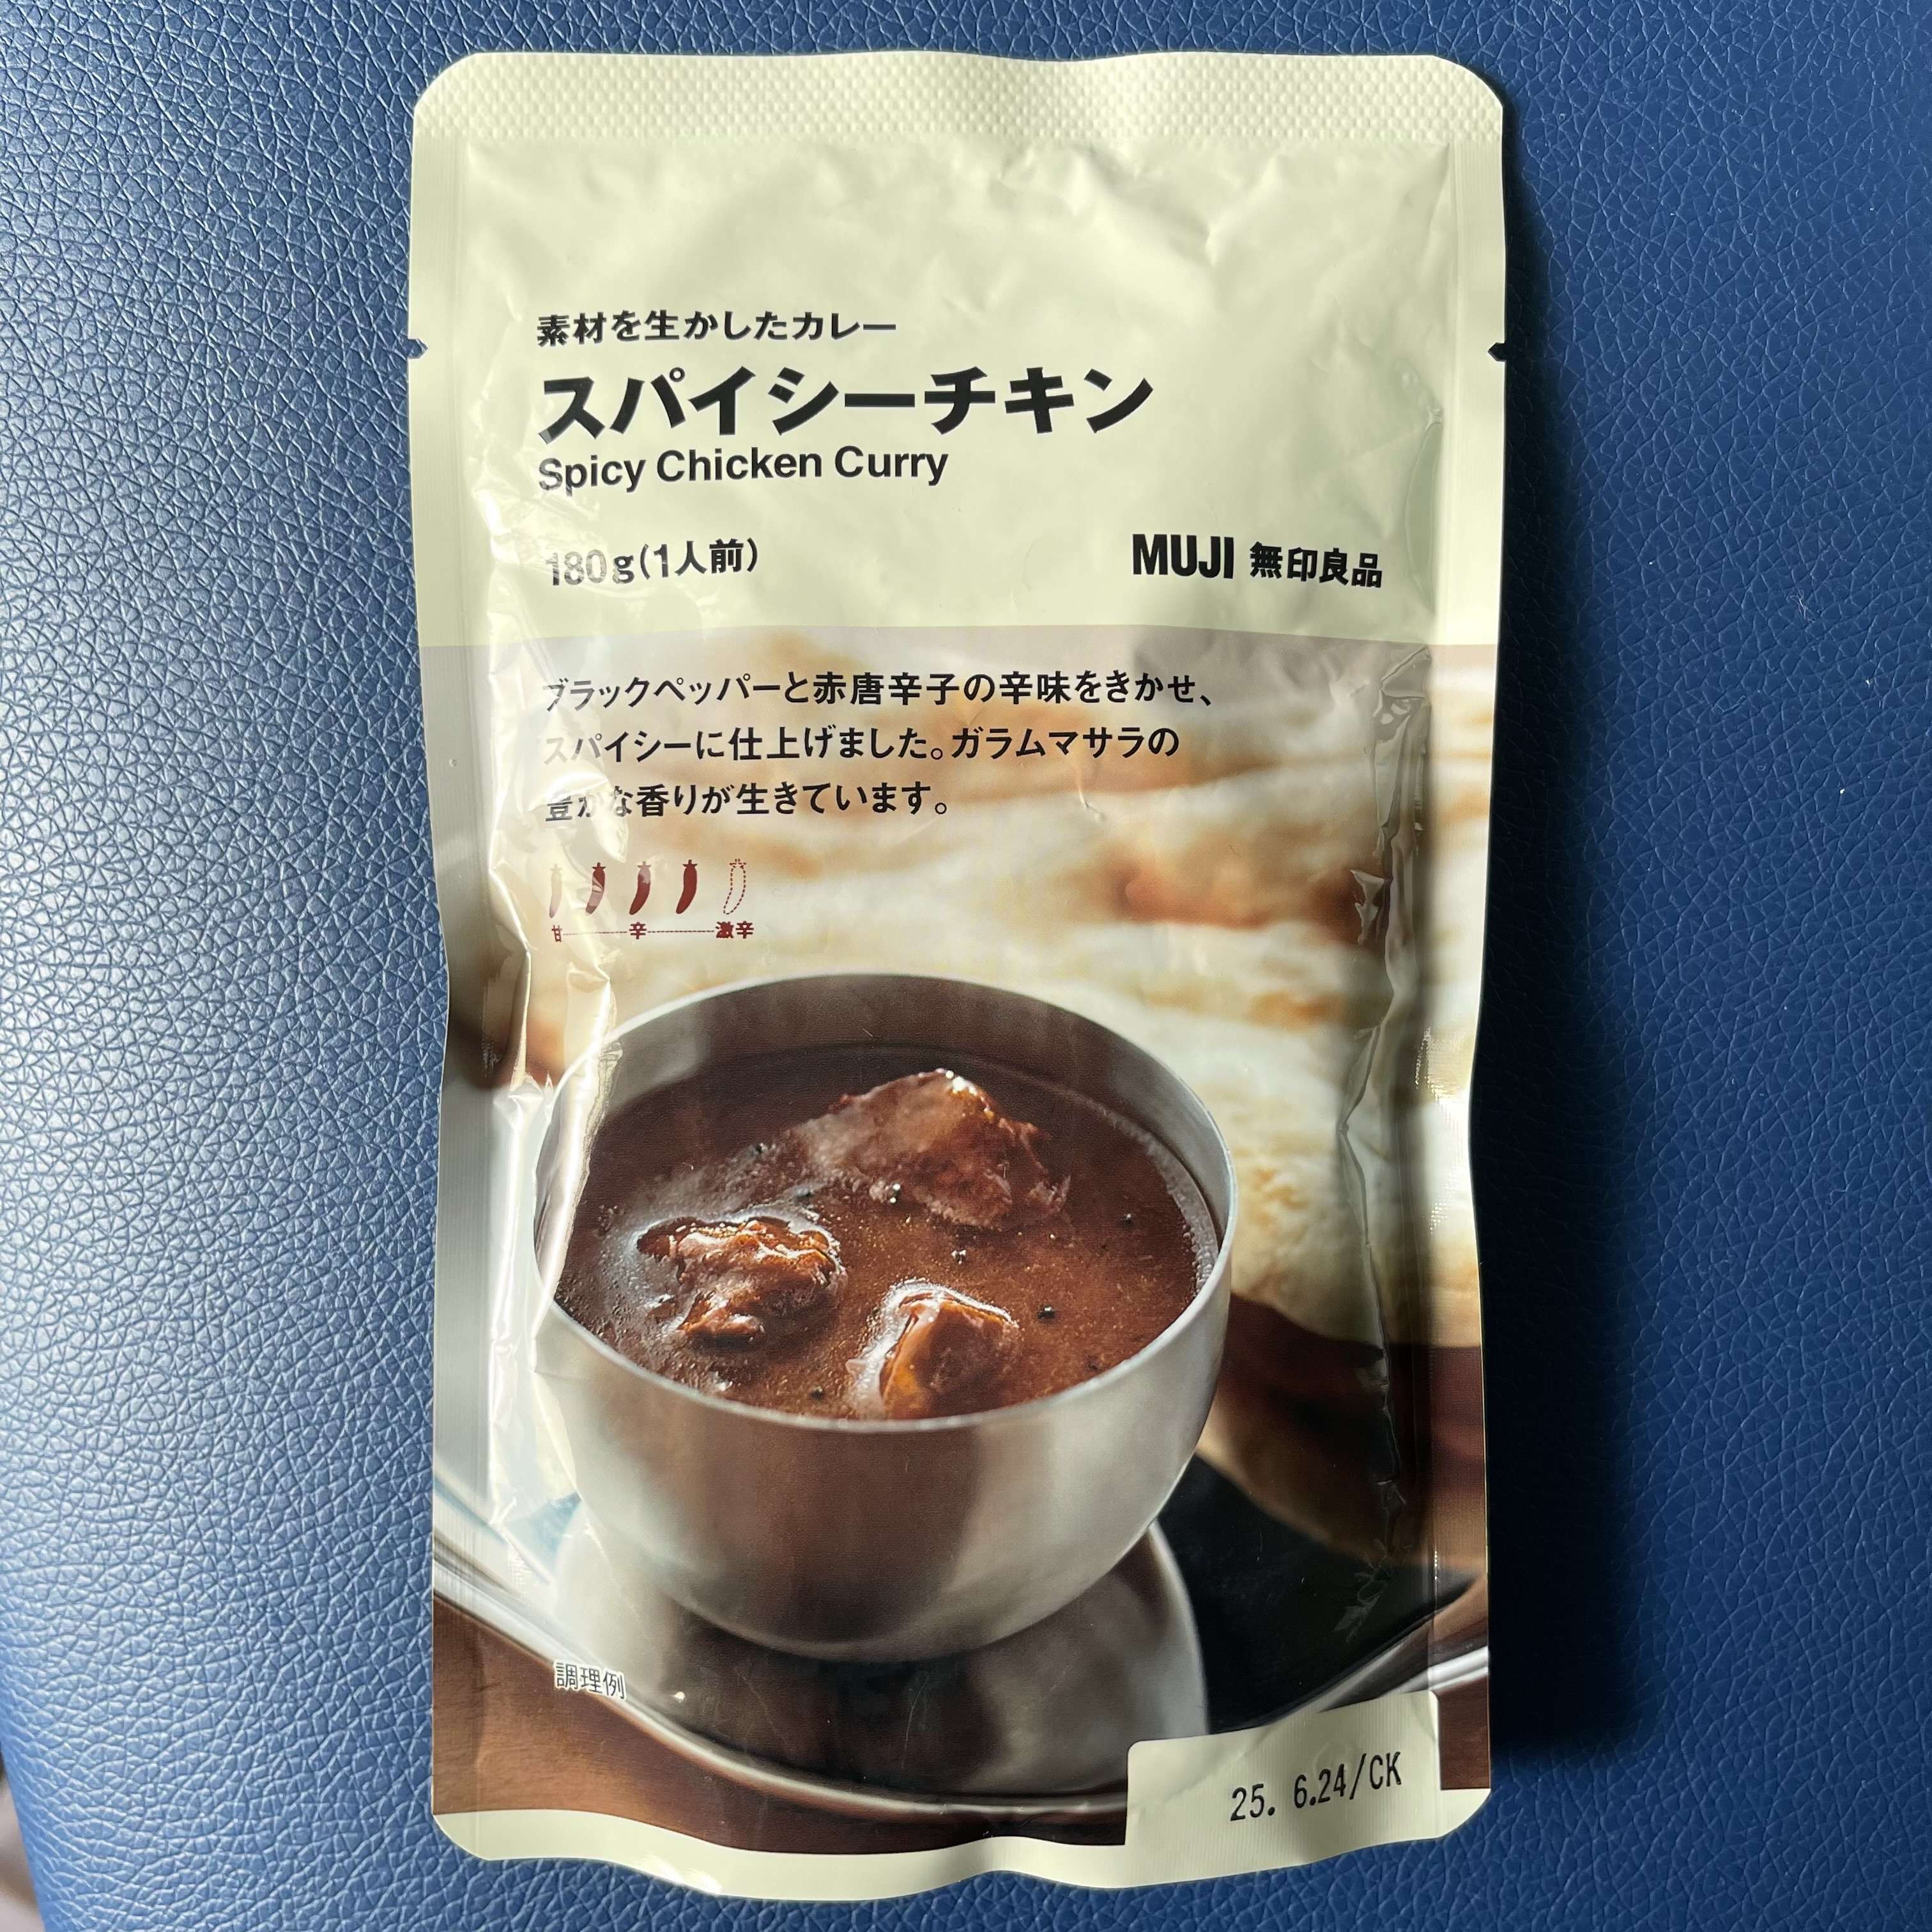 素材を生かしたカレー
スパイシーチキン
Spicy Chicken Curry
180g(1人前)
MUJI 無印良品
ブラックペッパーと赤唐辛子の辛味をきかせ、
スパイシーに仕上げました。ガラムマサラの
豊かな香りが生きています。
甘 辛 激辛
調理例
25. 6.24/CK